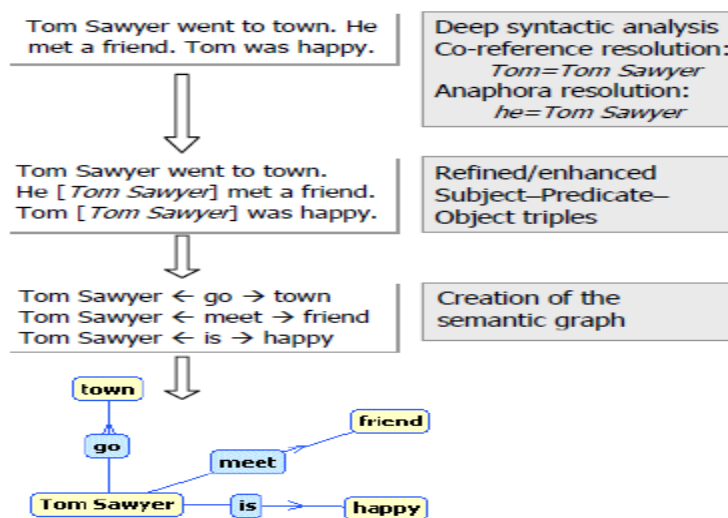 Tom Sawyer went to town. He
met a friend. Tom was happy.
Deep syntactic analysis
Co-reference resolution:
Tom=Tom Sawyer
Anaphora resolution:
he=Tom Sawyer
Tom Sawyer went to town.
He [Tom Sawyer] met a friend.
Tom [Tom Sawyer] was happy.
Refined/enhanced
Subject–Predicate–
Object triples
Tom Sawyer ← go → town
Tom Sawyer ← meet → friend
Tom Sawyer ← is → happy
Creation of the
semantic graph
town
friend
go
meet
Tom Sawyer
is
happy